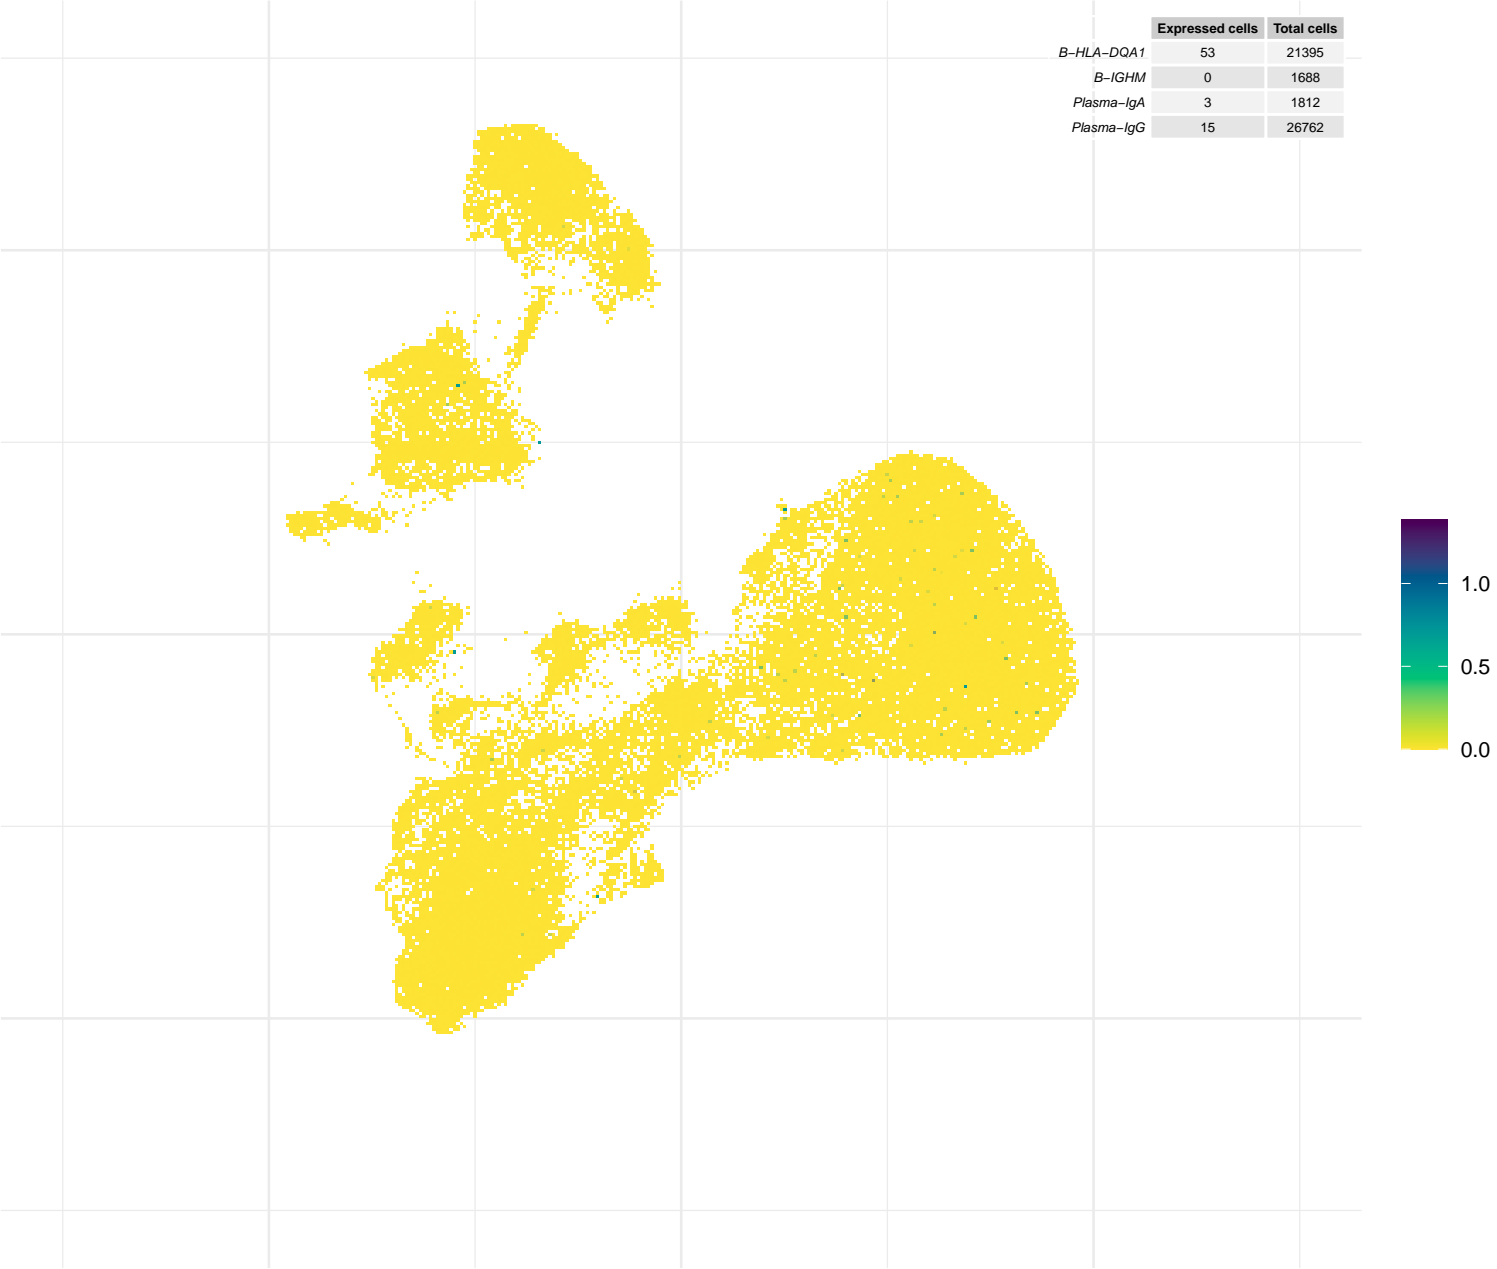 Expressed cells Total cells
B−HLA−DQA1 53 21395
B−IGHM 0 1688
Plasma−IgA 3 1812
Plasma−IgG 15 26762
1.0
0.5
0.0